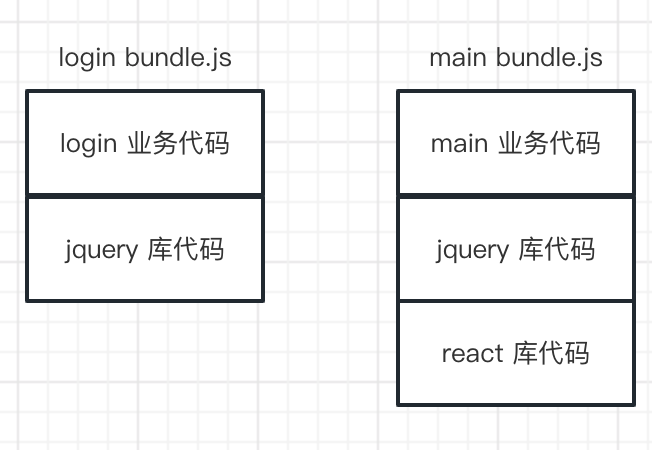 login bundle.js
login 业务代码
jquery 库代码
main bundle.js
main 业务代码
jquery 库代码
react 库代码